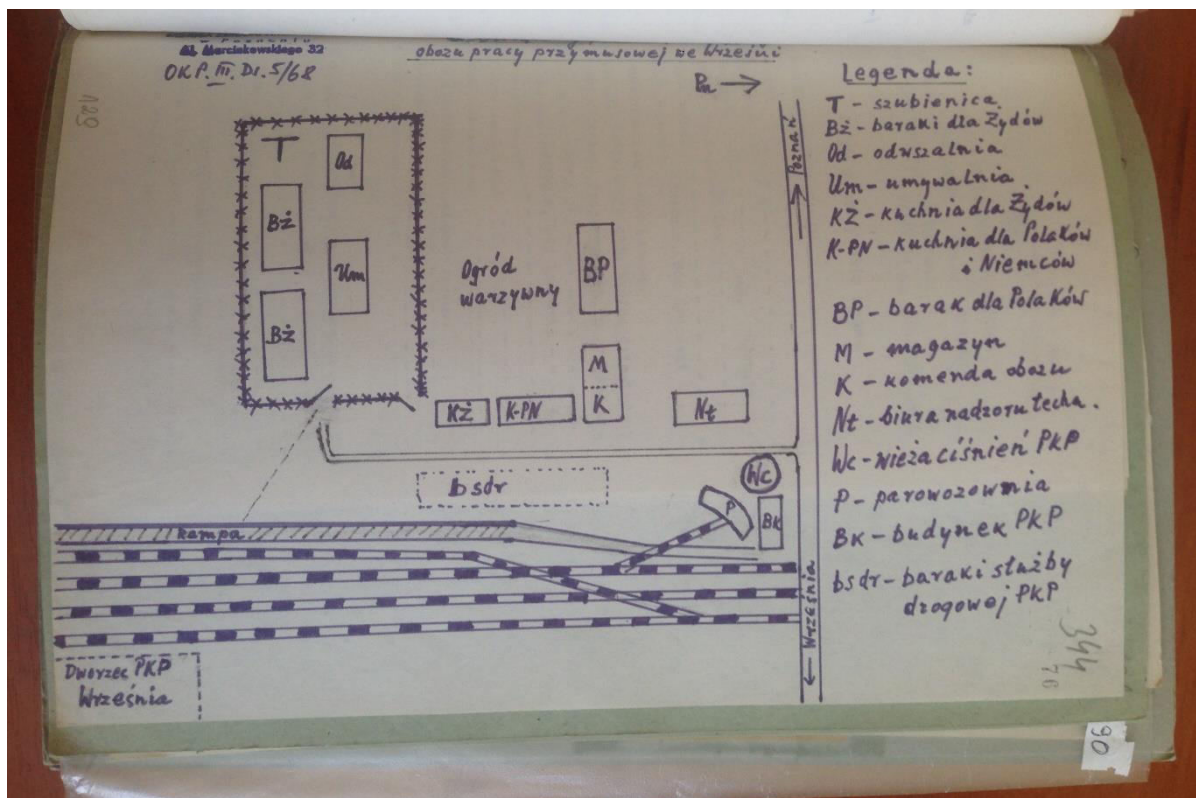 Al. Marcinkowskiego 32
OKP. III. Ds. 5/68
obozu pracy przymusowej we Wrześni
Pn
129
T
Od
Bż
Um
Bż
Ogród
warzywny
BP
M
K
KŻ
K-PN
Nt
Poznań
bsdr
Wc
P
Bk
rampa
Września
Dworzec PKP
Września
Legenda:
T - szubienica
Bż - baraki dla Żydów
Od - odwszalnia
Um - umywalnia
KŻ - kuchnia dla Żydów
K-PN - kuchnia dla Polaków
i Niemców
BP - barak dla Polaków
M - magazyn
K - komenda obozu
Nt - biura nadzoru techn.
Wc - wieża ciśnień PKP
P - parowozownia
Bk - budynek PKP
bsdr - baraki służby
drogowej PKP
344
90